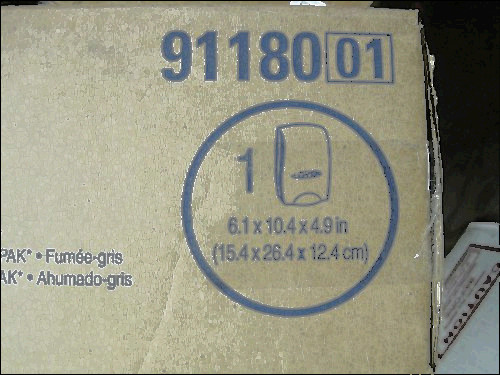 91180 01
1
6.1 x 10.4 x 4.9 in
(15.4 x 26.4 x 12.4 cm)
PAK* • Fumée-gris
AK* • Ahumado-gris
CAUTION